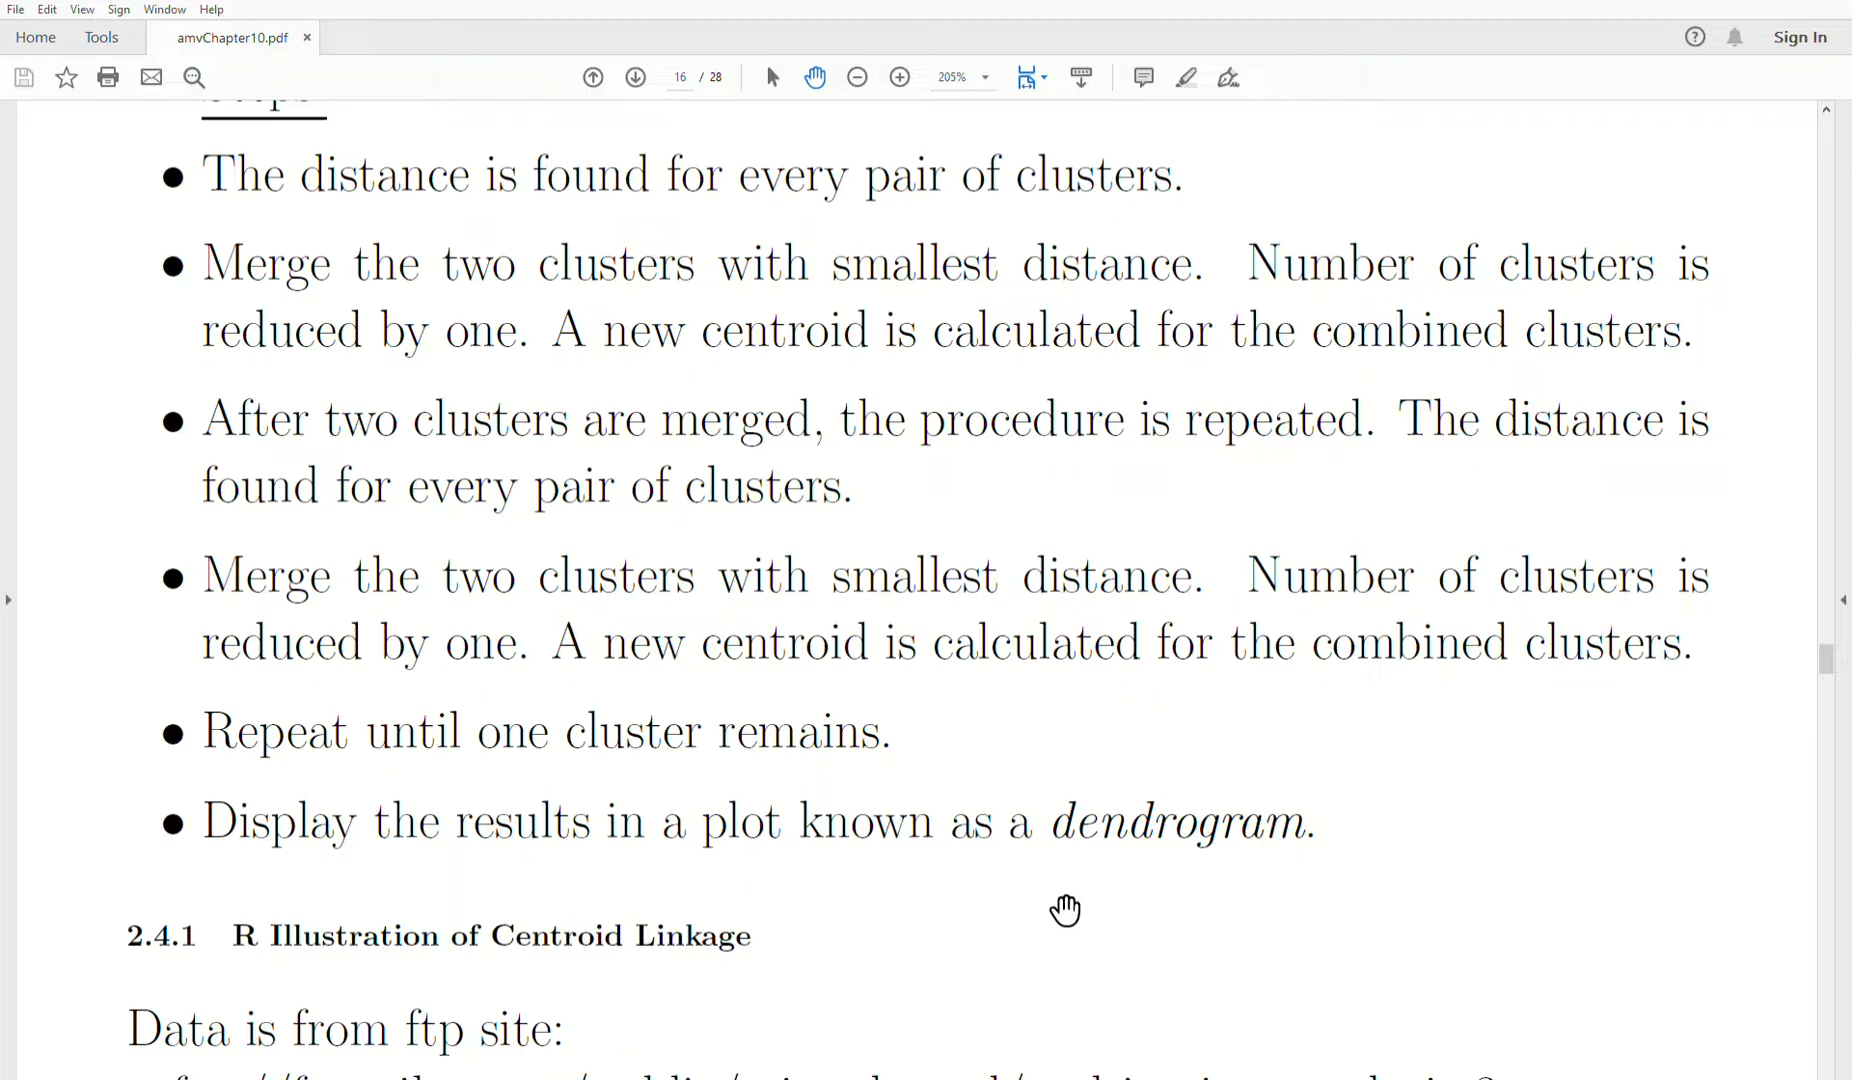 File Edit View Sign Window Help
Home Tools amvChapter10.pdf × Sign In
16 / 28 205%
• The distance is found for every pair of clusters.
• Merge the two clusters with smallest distance. Number of clusters is
reduced by one. A new centroid is calculated for the combined clusters.
• After two clusters are merged, the procedure is repeated. The distance is
found for every pair of clusters.
• Merge the two clusters with smallest distance. Number of clusters is
reduced by one. A new centroid is calculated for the combined clusters.
• Repeat until one cluster remains.
• Display the results in a plot known as a dendrogram.
2.4.1 R Illustration of Centroid Linkage
Data is from ftp site: